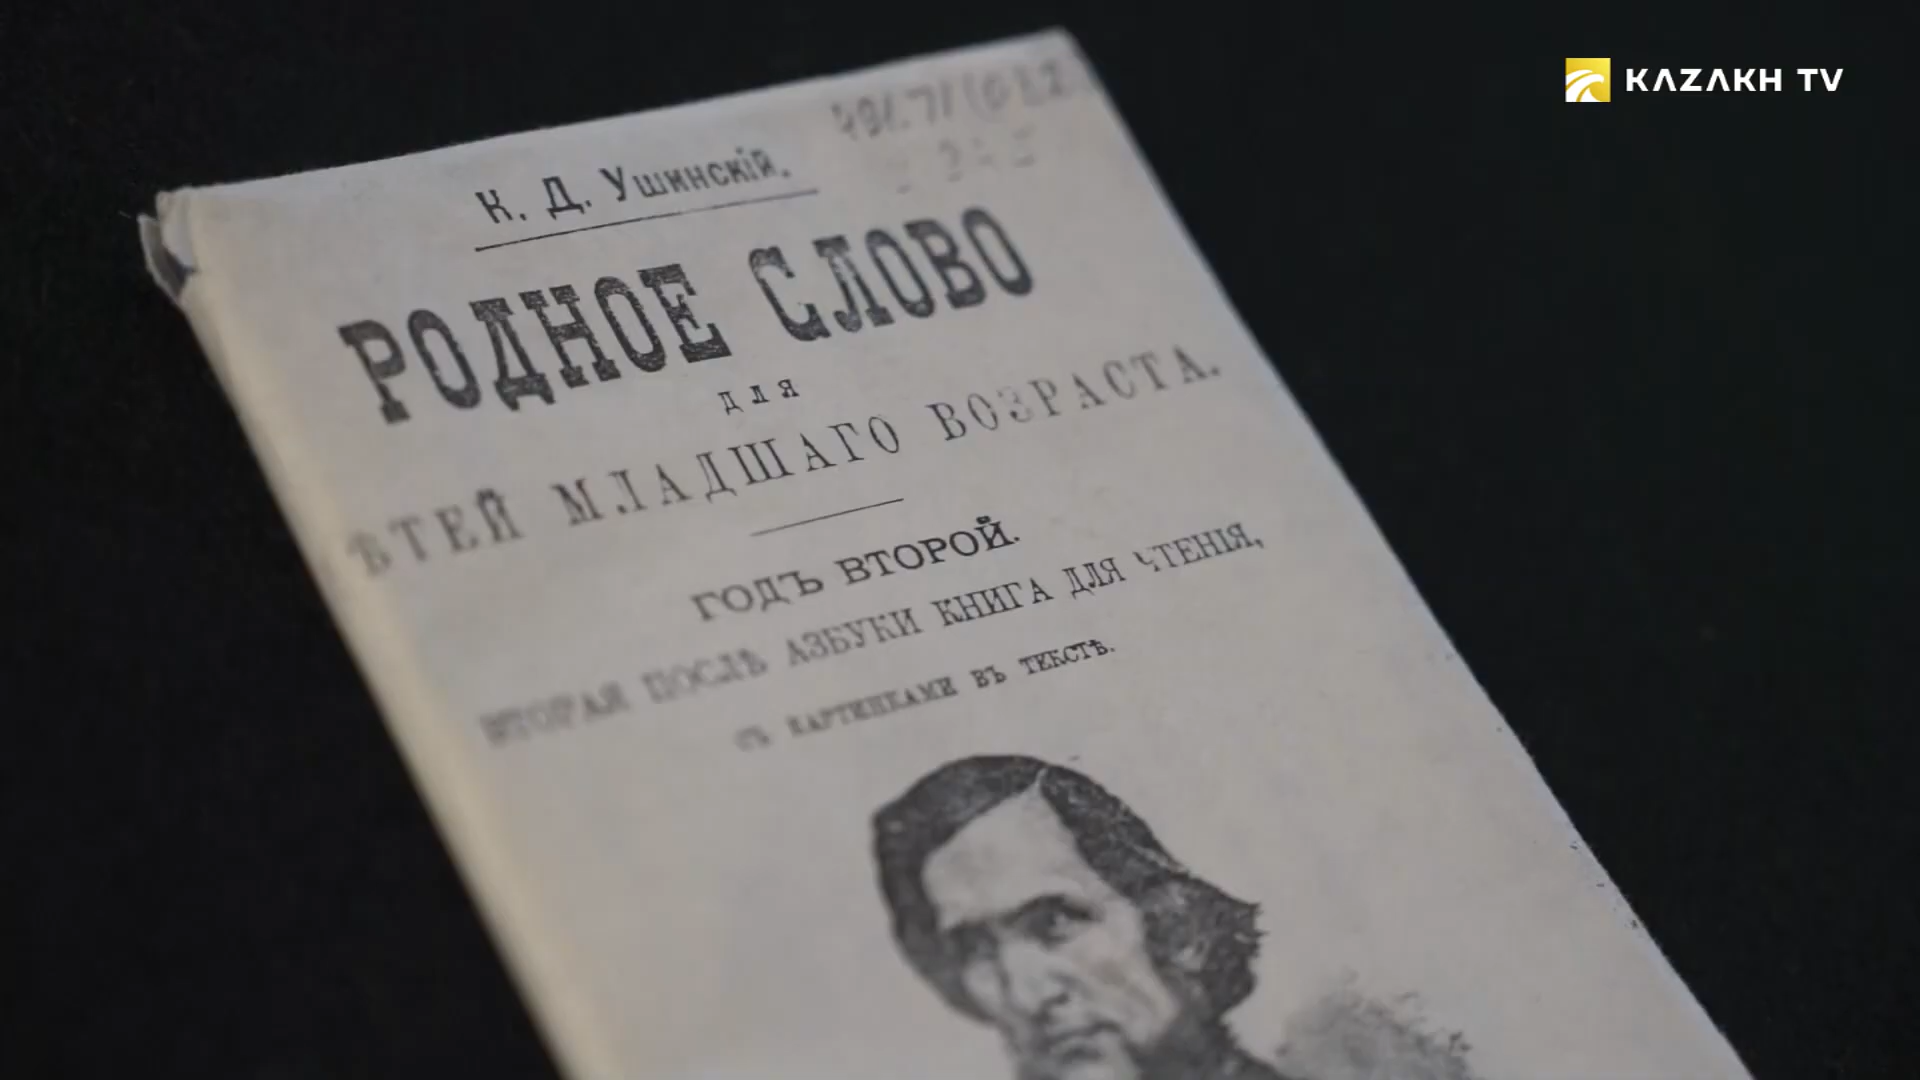 KAZAKH TV
К. Д. Ушинскій.
РОДНОЕ СЛОВО
для
ѢТЕЙ МЛАДШАГО ВОЗРАСТА.
ГОДЪ ВТОРОЙ.
ВТОРАЯ ПОСЛѢ АЗБУКИ КНИГА ДЛЯ ЧТЕНІЯ,
СЪ КАРТИНКАМИ ВЪ ТЕКСТѢ.